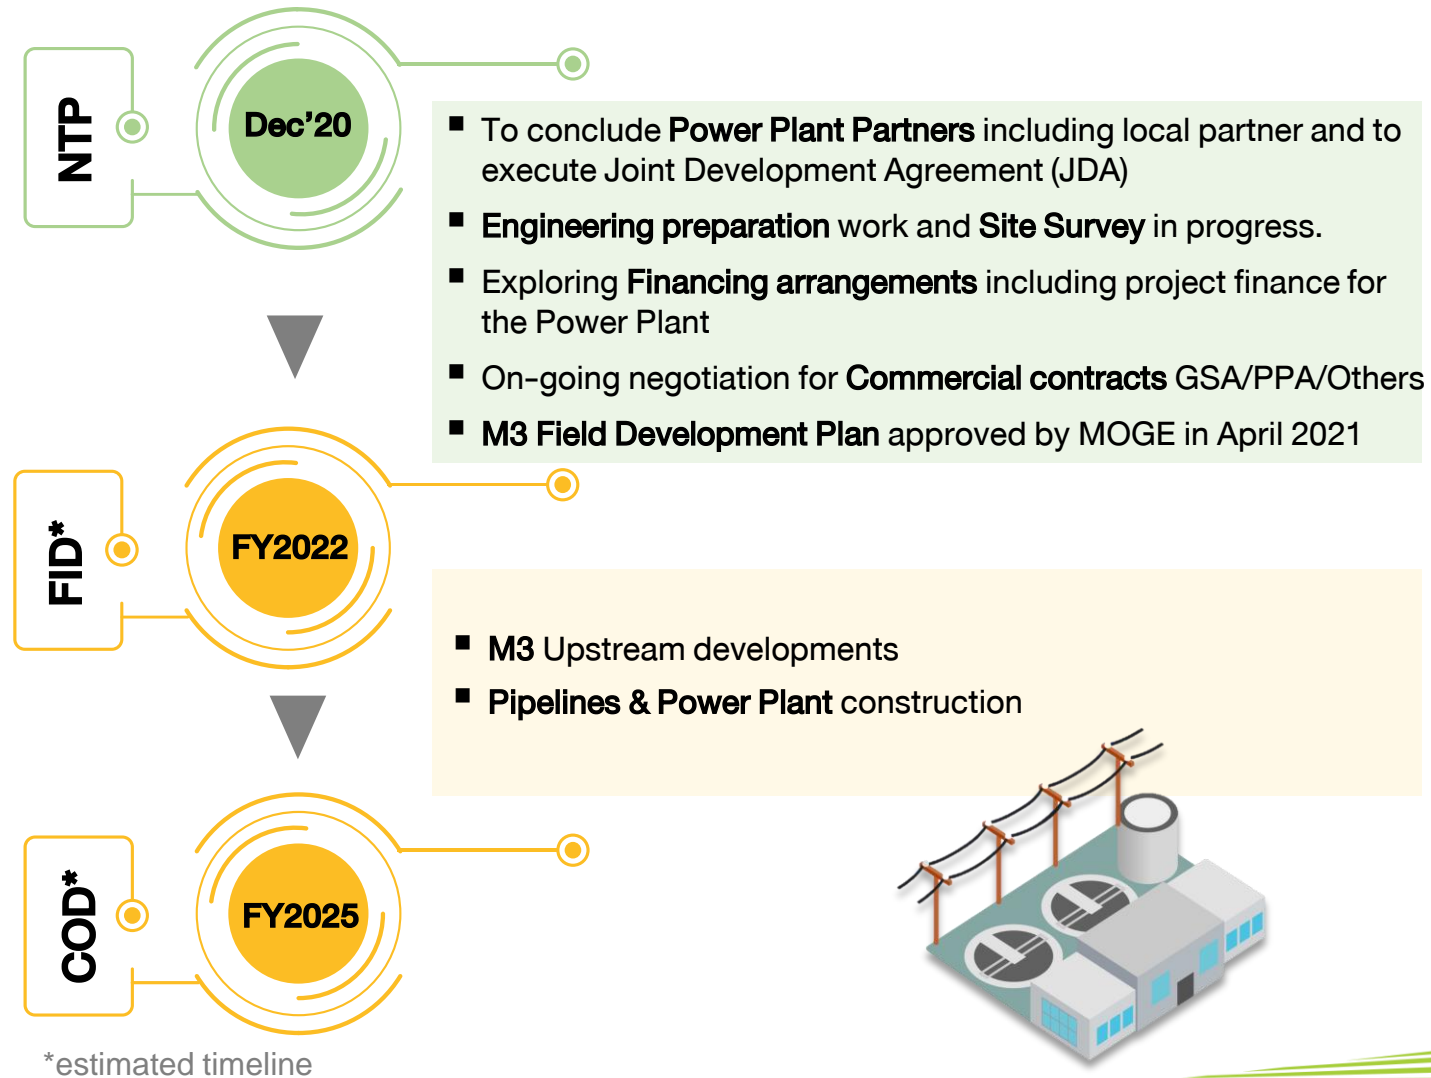 NTP
Dec’20
■ To conclude Power Plant Partners including local partner and to
execute Joint Development Agreement (JDA)
■ Engineering preparation work and Site Survey in progress.
■ Exploring Financing arrangements including project finance for
the Power Plant
■ On-going negotiation for Commercial contracts GSA/PPA/Others
■ M3 Field Development Plan approved by MOGE in April 2021
FID*
FY2022
■ M3 Upstream developments
■ Pipelines & Power Plant construction
COD*
FY2025
*estimated timeline